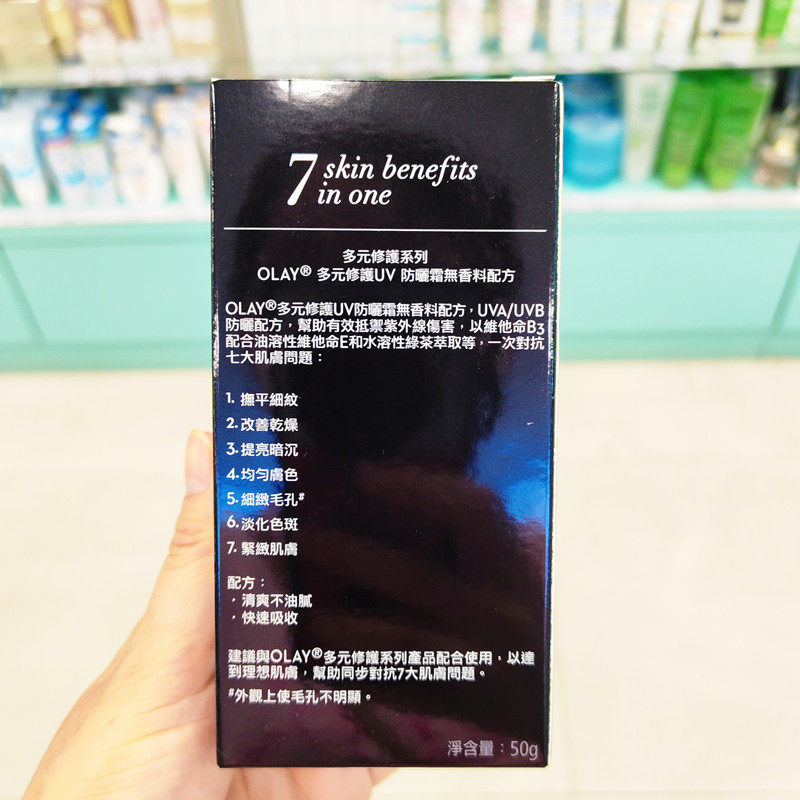 7 skin benefits
in one
多元修護系列
OLAY® 多元修護UV 防曬霜無香料配方
OLAY®多元修護UV防曬霜無香料配方，UVA/UVB
防曬配方，幫助有效抵禦紫外線傷害，以維他命B3
配合油溶性維他命E和水溶性綠茶萃取等，一次對抗
七大肌膚問題：
1. 撫平細紋
2. 改善乾燥
3. 提亮暗沉
4. 均勻膚色
5. 細緻毛孔#
6. 淡化色斑
7. 緊緻肌膚
配方：
．清爽不油膩
．快速吸收
建議與OLAY®多元修護系列產品配合使用，以達
到理想肌膚，幫助同步對抗7大肌膚問題。
#外觀上使毛孔不明顯。
淨含量：50g